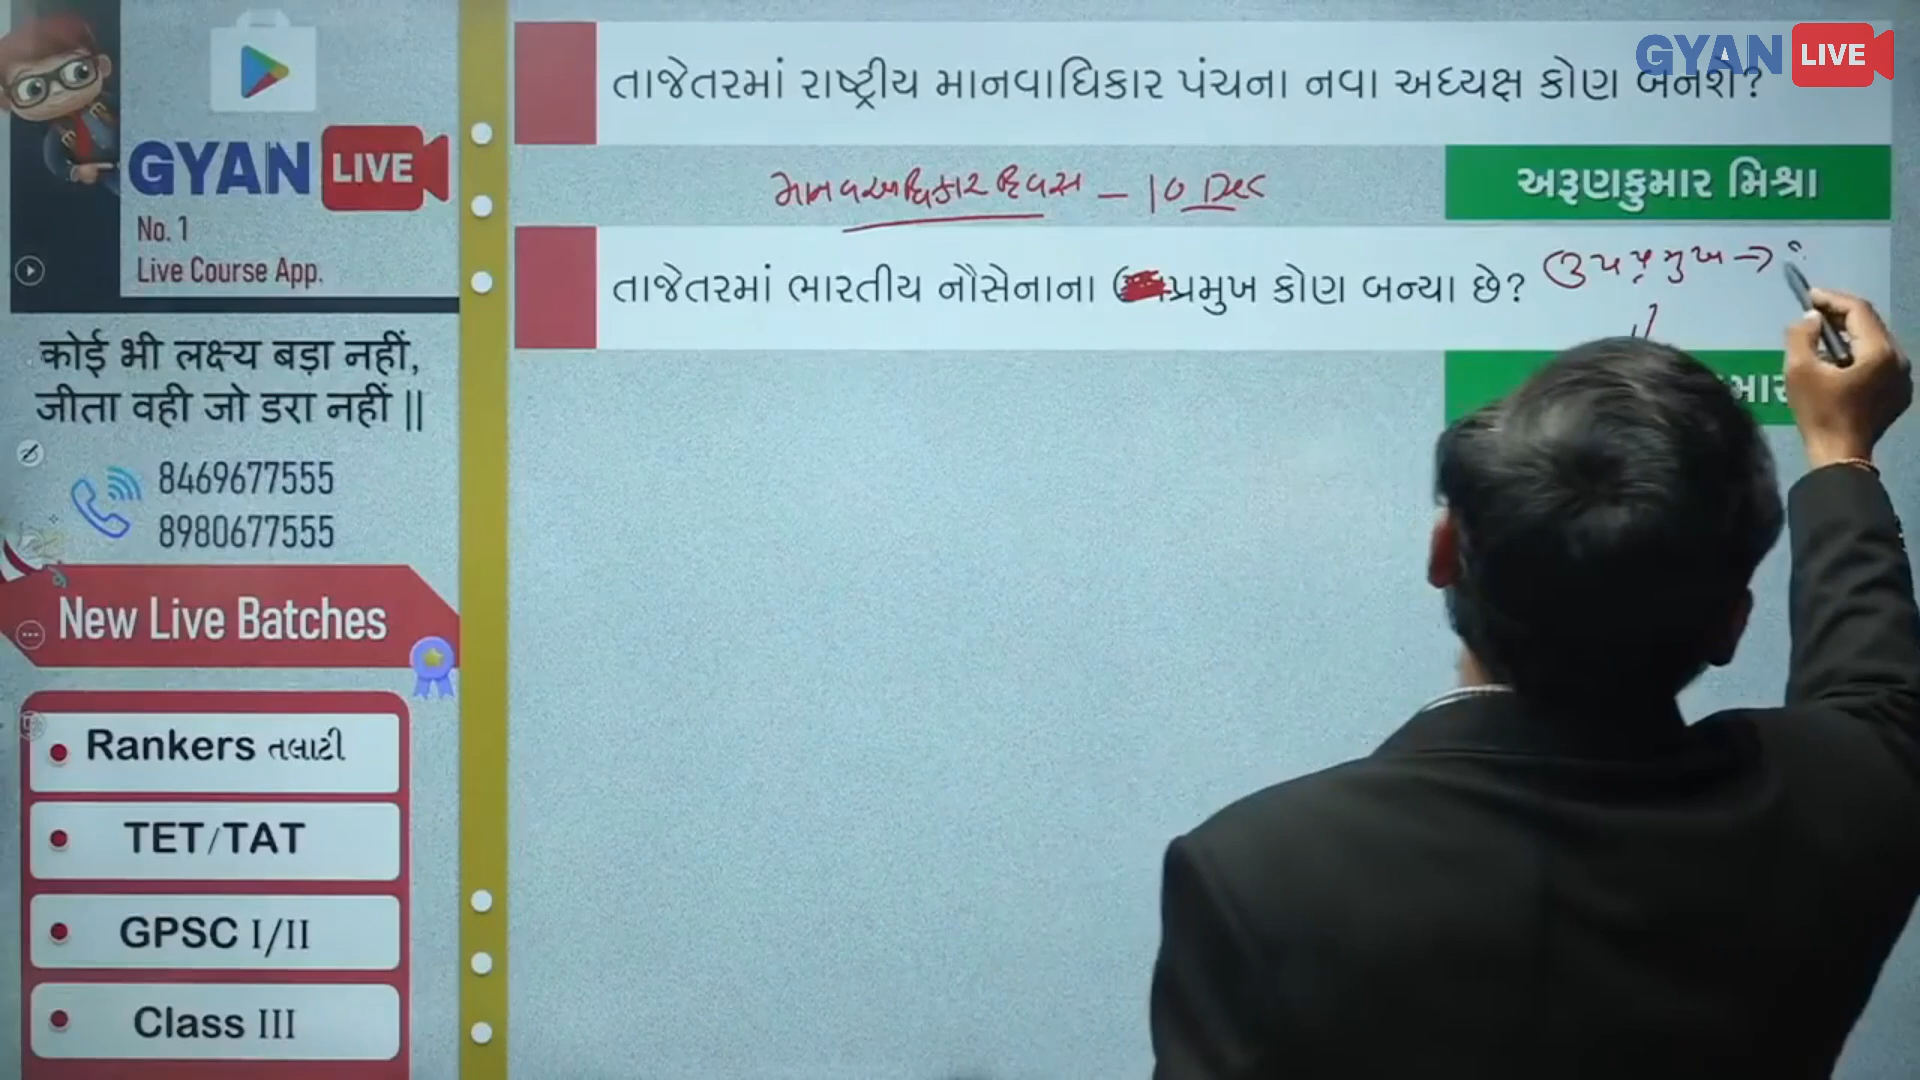 GYAN LIVE
No. 1
Live Course App.
कोई भी लक्ष्य बड़ा नहीं,
जीता वही जो डरा नहीं ||
8469677555
8980677555
New Live Batches
Rankers તલાટી
TET/TAT
GPSC I/II
Class III
GYAN LIVE
તાજેતરમાં રાષ્ટ્રીય માનવાધિકાર પંચના નવા અધ્યક્ષ કોણ બનશે?
અરૂણકુમાર મિશ્રા
માનવઅધિકાર દિવસ – 10 Dec
તાજેતરમાં ભારતીય નૌસેનાના પ્રમુખ કોણ બન્યા છે?
ઉપપ્રમુખ →